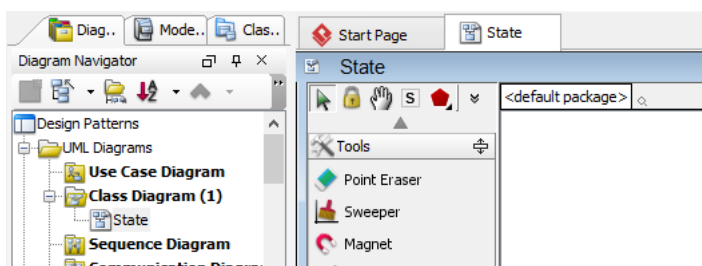 Diag.. Mode.. Clas..
Start Page
State
Diagram Navigator
State
S
<default package>
Design Patterns
UML Diagrams
Use Case Diagram
Class Diagram (1)
State
Sequence Diagram
Tools
Point Eraser
Sweeper
Magnet